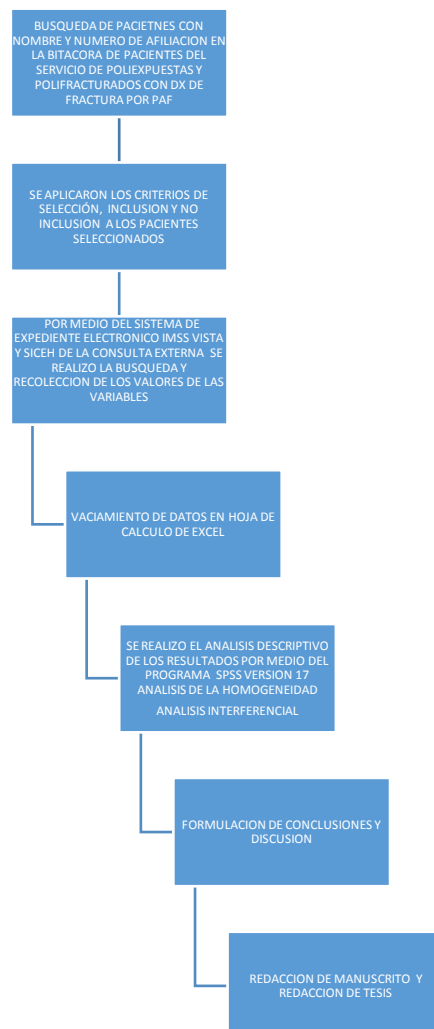 BUSQUEDA DE PACIETNES CON
NOMBRE Y NUMERO DE AFILIACION EN
LA BITACORA DE PACIENTES DEL
SERVICIO DE POLIEXPUESTAS Y
POLIFRACTURADOS CON DX DE
FRACTURA POR PAF
SE APLICARON LOS CRITERIOS DE
SELECCIÓN, INCLUSION Y NO
INCLUSION A LOS PACIENTES
SELECCIONADOS
POR MEDIO DEL SISTEMA DE
EXPEDIENTE ELECTRONICO IMSS VISTA
Y SICEH DE LA CONSULTA EXTERNA SE
REALIZO LA BUSQUEDA Y
RECOLECCION DE LOS VALORES DE LAS
VARIABLES
VACIAMIENTO DE DATOS EN HOJA DE
CALCULO DE EXCEL
SE REALIZO EL ANALISIS DESCRIPTIVO
DE LOS RESULTADOS POR MEDIO DEL
PROGRAMA SPSS VERSION 17
ANALISIS DE LA HOMOGENEIDAD
ANALISIS INTERFERENCIAL
FORMULACION DE CONCLUSIONES Y
DISCUSION
REDACCION DE MANUSCRITO Y
REDACCION DE TESIS